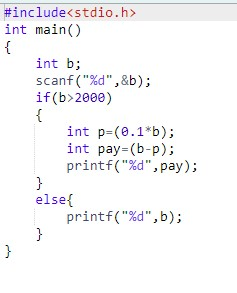 #include<stdio.h>
int main()
{
    int b;
    scanf("%d",&b);
    if(b>2000)
    {
        int p=(0.1*b);
        int pay=(b-p);
        printf("%d",pay);
    }
    else{
        printf("%d",b);
    }
}